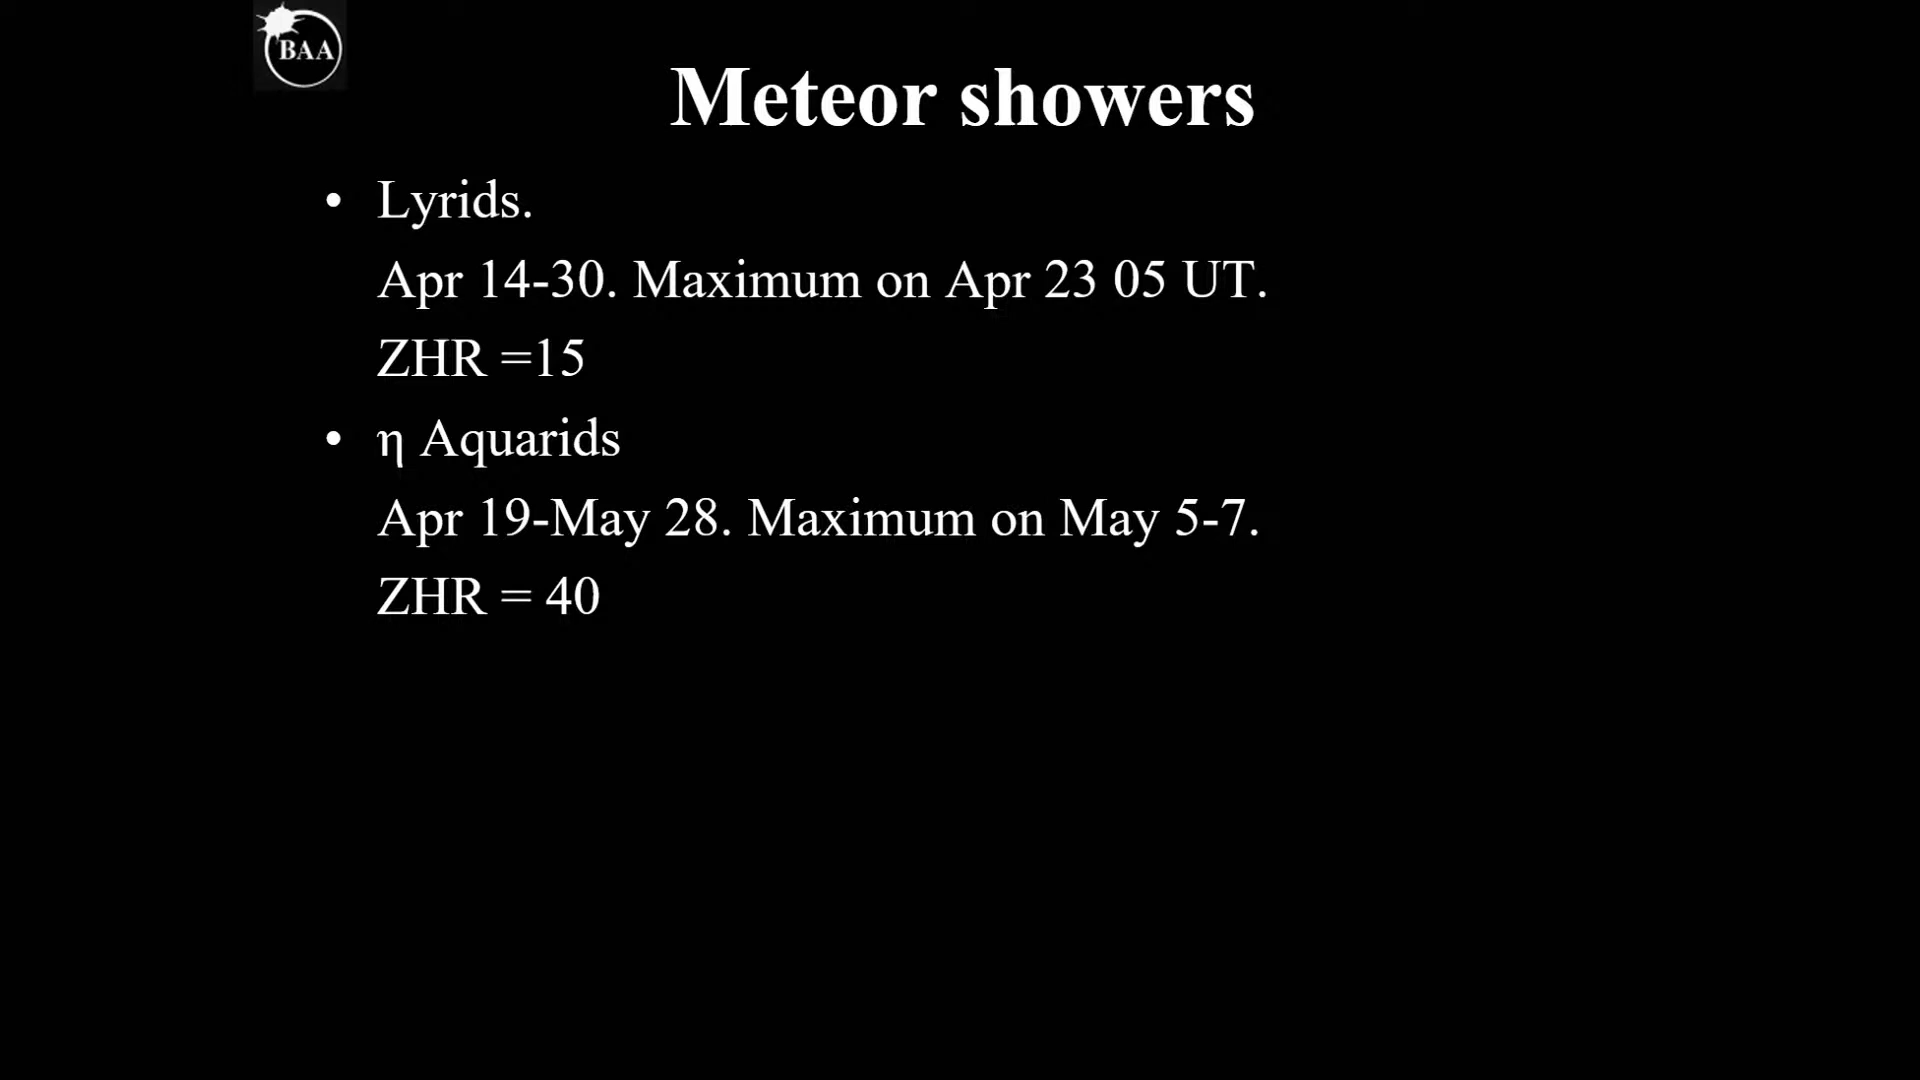 BAA
Meteor showers
• Lyrids.
Apr 14-30. Maximum on Apr 23 05 UT.
ZHR =15
• η Aquarids
Apr 19-May 28. Maximum on May 5-7.
ZHR = 40